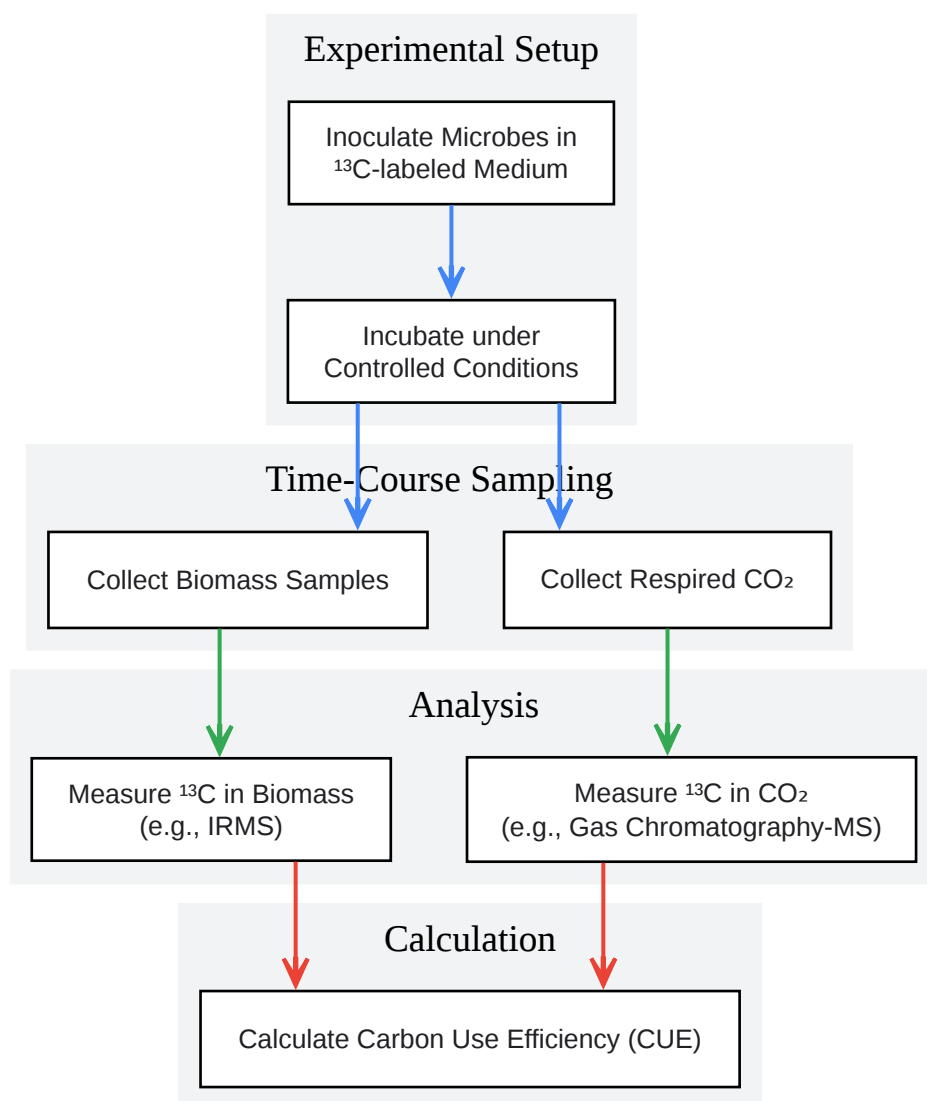 Experimental Setup
Inoculate Microbes in
¹³C-labeled Medium
Incubate under
Controlled Conditions
Time-Course Sampling
Collect Biomass Samples
Collect Respired CO₂
Analysis
Measure ¹³C in Biomass
(e.g., IRMS)
Measure ¹³C in CO₂
(e.g., Gas Chromatography-MS)
Calculation
Calculate Carbon Use Efficiency (CUE)